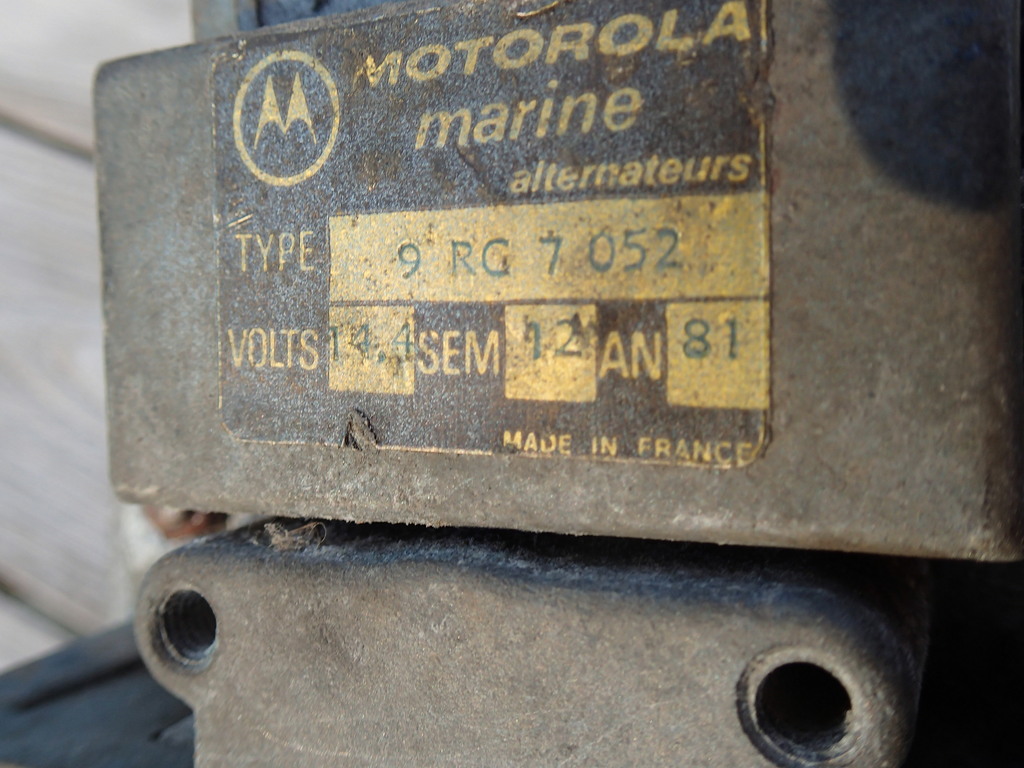 MOTOROLA
marine
alternateurs
TYPE 9 RC 7 052
VOLTS 14.4 SEM 12 AN 81
MADE IN FRANCE